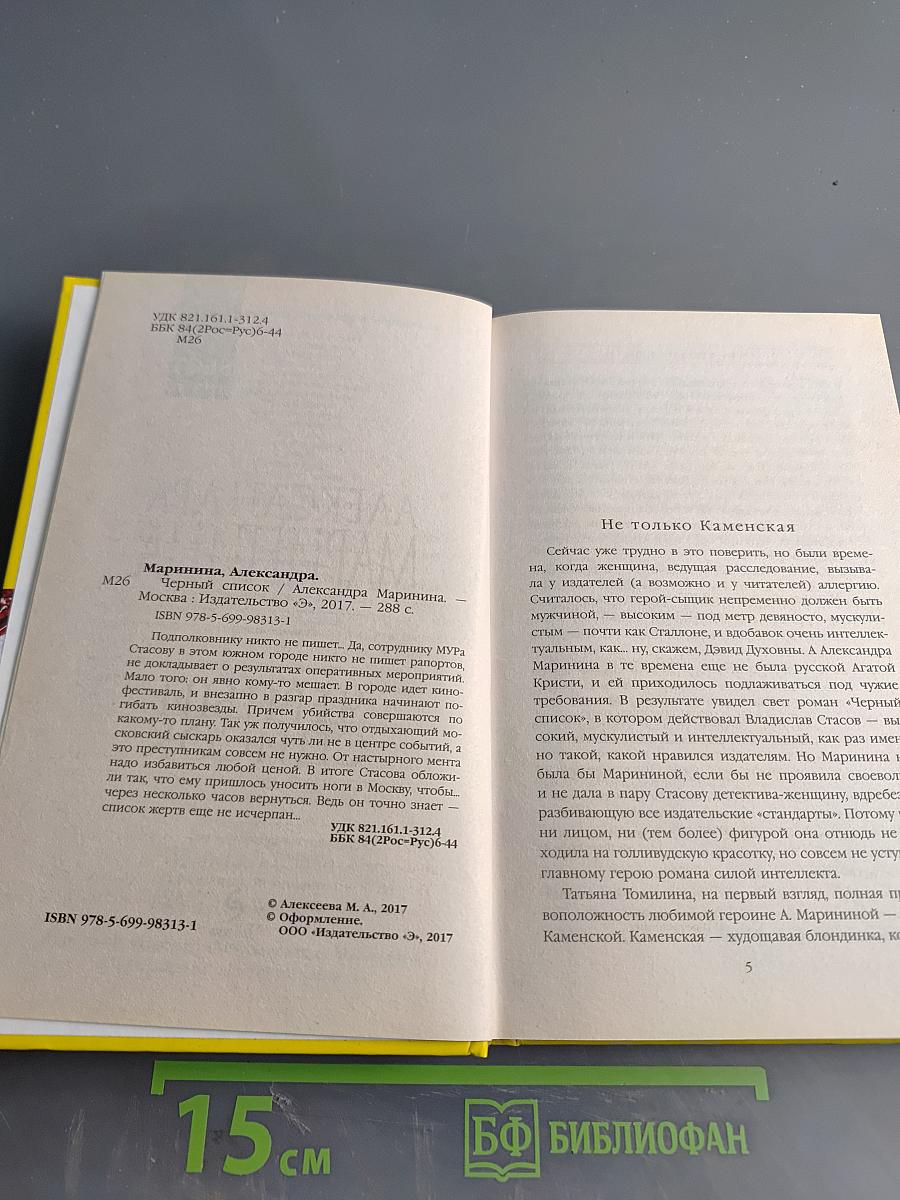 УДК 821.161.1-312.4
ББК 84(2Рос=Рус)6-44
М26
Маринина, Александра.
М26 Черный список / Александра Маринина. —
Москва : Издательство «Э», 2017. — 288 с.
ISBN 978-5-699-98313-1
Подполковнику никто не пишет... Да, сотруднику МУРа
Стасову в этом южном городе никто не пишет рапортов,
не докладывает о результатах оперативных мероприятий.
Мало того: он явно кому-то мешает. В городе идет кино-
фестиваль, и внезапно в разгар праздника начинают по-
гибать кинозвезды. Причем убийства совершаются по
какому-то плану. Так уж получилось, что отдыхающий мо-
сковский сыскарь оказался чуть ли не в центре событий, а
это преступникам совсем не нужно. От настырного мента
надо избавиться любой ценой. В итоге Стасова обложи-
ли так, что ему пришлось уносить ноги в Москву, чтобы...
через несколько часов вернуться. Ведь он точно знает —
список жертв еще не исчерпан...
УДК 821.161.1-312.4
ББК 84(2Рос=Рус)6-44
© Алексеева М. А., 2017
© Оформление.
ООО «Издательство «Э», 2017
ISBN 978-5-699-98313-1
Не только Каменская
Сейчас уже трудно в это поверить, но были време-
на, когда женщина, ведущая расследование, вызыва-
ла у издателей (а возможно и у читателей) аллергию.
Считалось, что герой-сыщик непременно должен быть
мужчиной, — высоким — под метр девяносто, мускули-
стым — почти как Сталлоне, и вдобавок очень интеллек-
туальным, как... ну, скажем, Дэвид Духовны. А Александра
Маринина в те времена еще не была русской Агатой
Кристи, и ей приходилось подлаживаться под чужие
требования. В результате увидел свет роман «Черный
список», в котором действовал Владислав Стасов — вы-
сокий, мускулистый и интеллектуальный, как раз имен
но такой, какой нравился издателям. Но Маринина н
была бы Марининой, если бы не проявила своевол
и не дала в пару Стасову детектива-женщину, вдребез
разбивающую все издательские «стандарты». Потому ч
ни лицом, ни (тем более) фигурой она отнюдь не
ходила на голливудскую красотку, но совсем не усту
главному герою романа силой интеллекта.
Татьяна Томилина, на первый взгляд, полная пр
воположность любимой героине А. Марининой —
Каменской. Каменская — худощавая блондинка, ко
5
15 см
БФ БИБЛИОФАН